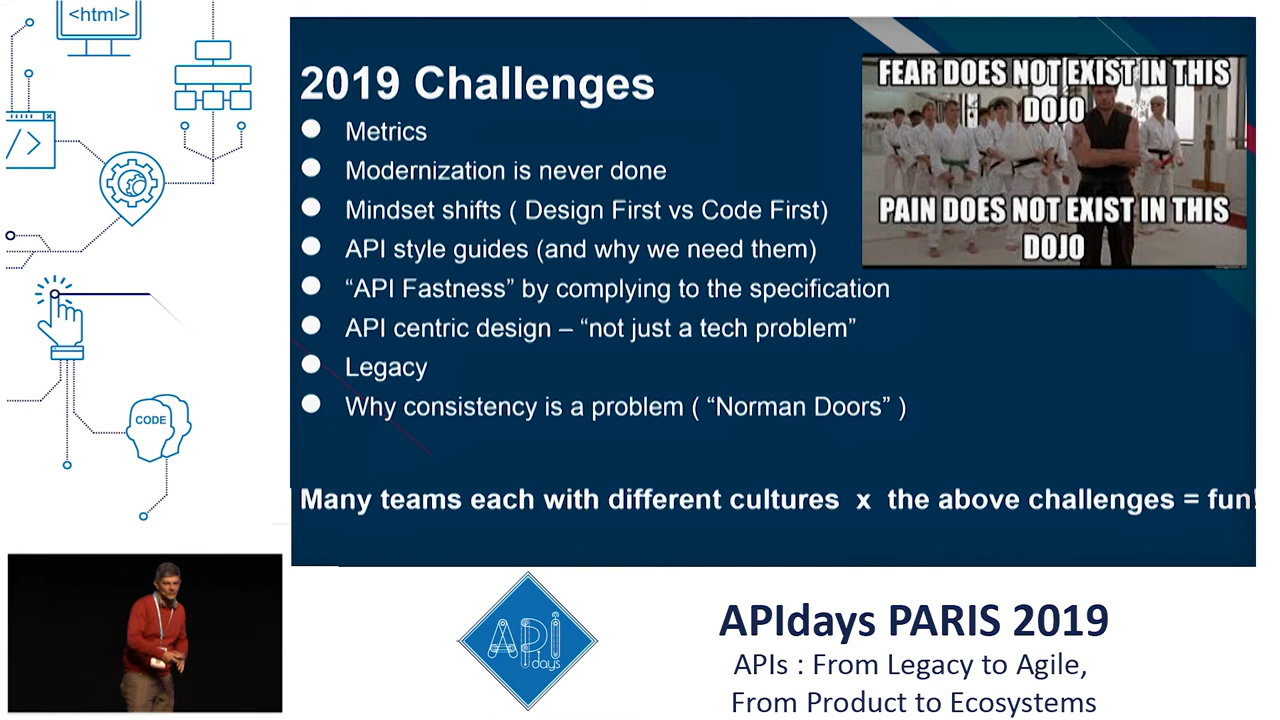 <html>
</>
CODE
2019 Challenges
Metrics
Modernization is never done
Mindset shifts ( Design First vs Code First)
API style guides (and why we need them)
“API Fastness” by complying to the specification
API centric design – “not just a tech problem”
Legacy
Why consistency is a problem ( “Norman Doors” )
Many teams each with different cultures x the above challenges = fun!
FEAR DOES NOT EXIST IN THIS
DOJO
PAIN DOES NOT EXIST IN THIS
DOJO
API
days
APIdays PARIS 2019
APIs : From Legacy to Agile,
From Product to Ecosystems